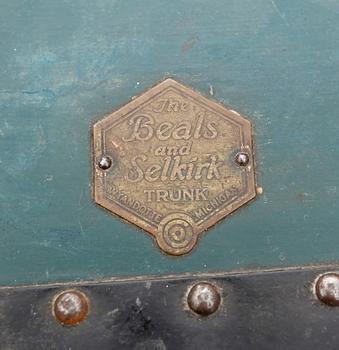 The
Beals
and
Selkirk
TRUNK
WYANDOTTE MICHIGAN